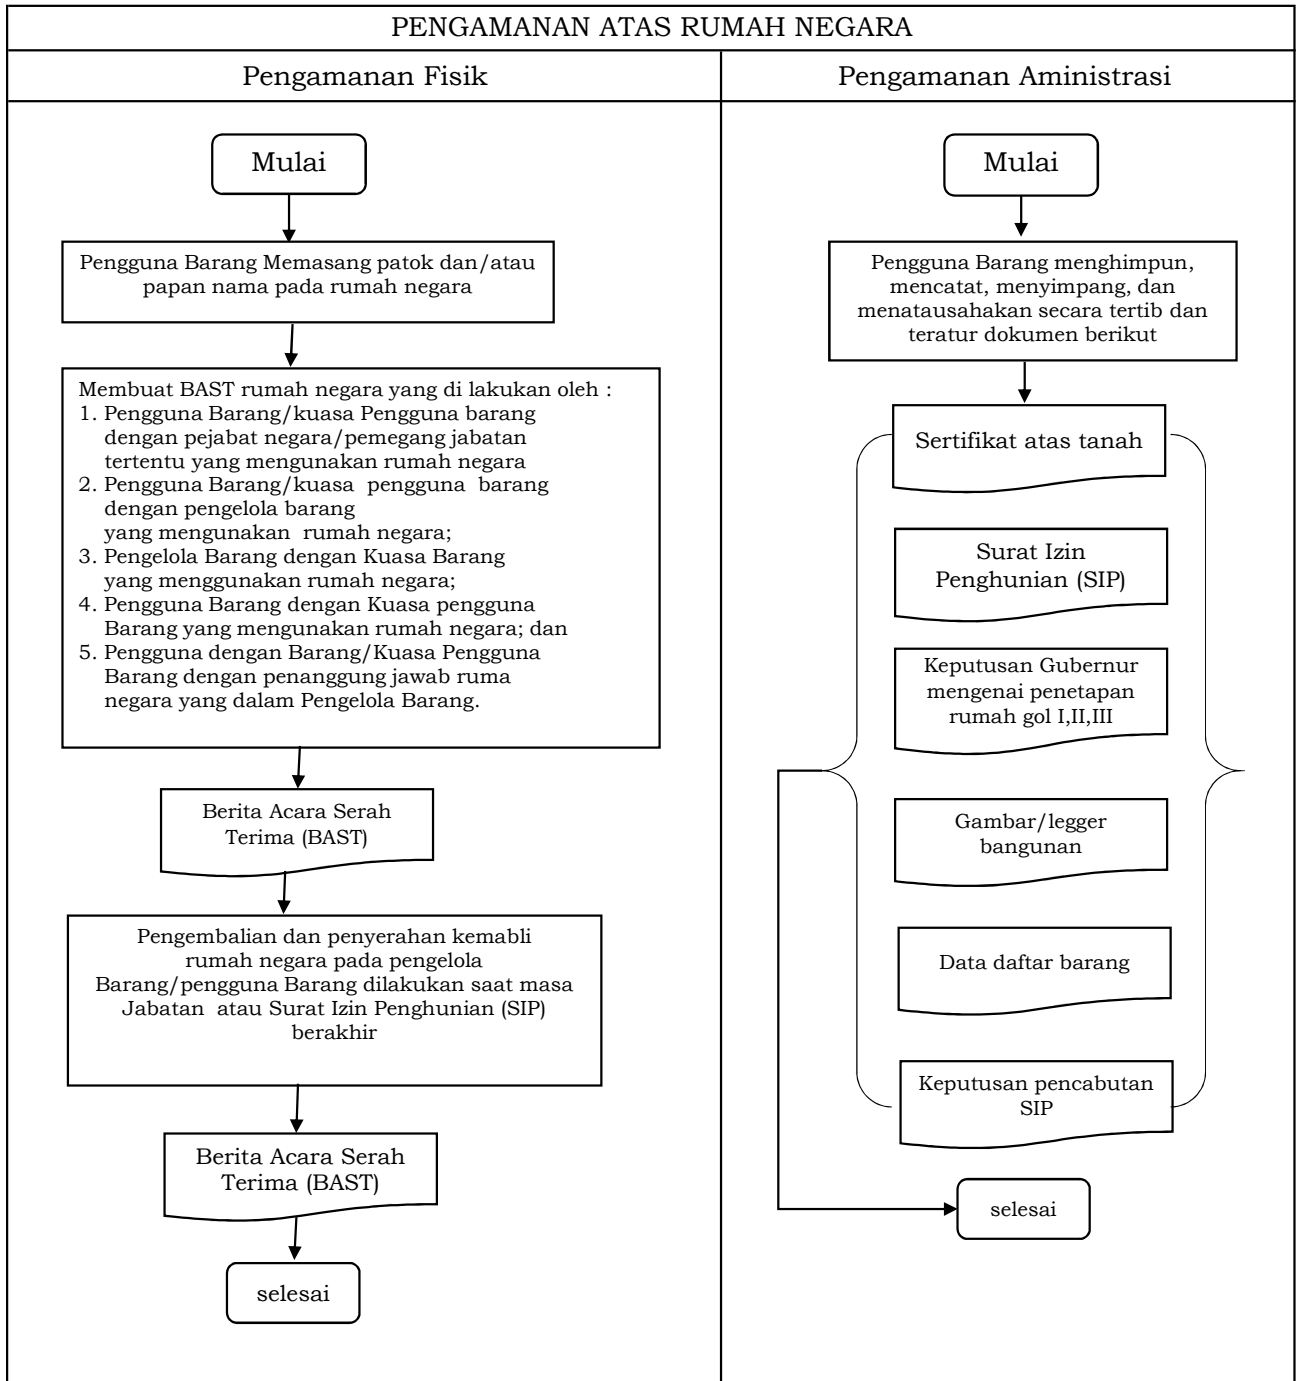 PENGAMANAN ATAS RUMAH NEGARA
Pengamanan Fisik
Pengamanan Aministrasi
Mulai
Pengguna Barang Memasang patok dan/atau
papan nama pada rumah negara
Membuat BAST rumah negara yang di lakukan oleh :
1. Pengguna Barang/kuasa Pengguna barang
dengan pejabat negara/pemegang jabatan
tertentu yang mengunakan rumah negara
2. Pengguna Barang/kuasa pengguna barang
dengan pengelola barang
yang mengunakan rumah negara;
3. Pengelola Barang dengan Kuasa Barang
yang menggunakan rumah negara;
4. Pengguna Barang dengan Kuasa pengguna
Barang yang mengunakan rumah negara; dan
5. Pengguna dengan Barang/Kuasa Pengguna
Barang dengan penanggung jawab ruma
negara yang dalam Pengelola Barang.
Berita Acara Serah
Terima (BAST)
Pengembalian dan penyerahan kemabli
rumah negara pada pengelola
Barang/pengguna Barang dilakukan saat masa
Jabatan atau Surat Izin Penghunian (SIP)
berakhir
Berita Acara Serah
Terima (BAST)
selesai
Mulai
Pengguna Barang menghimpun,
mencatat, menyimpang, dan
menatausahakan secara tertib dan
teratur dokumen berikut
Sertifikat atas tanah
Surat Izin
Penghunian (SIP)
Keputusan Gubernur
mengenai penetapan
rumah gol I,II,III
Gambar/legger
bangunan
Data daftar barang
Keputusan pencabutan
SIP
selesai